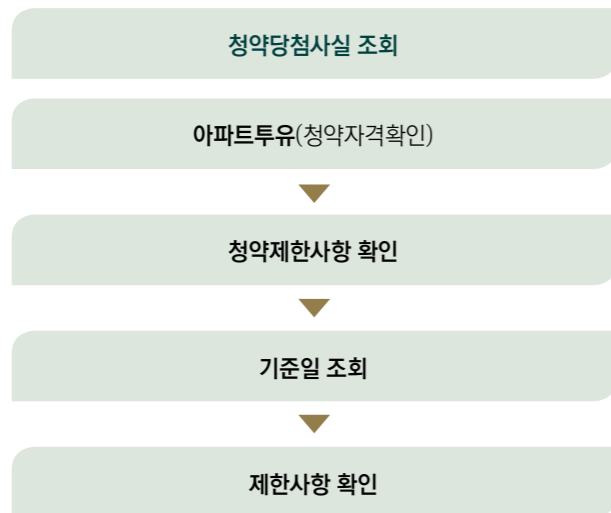 청약당첨사실 조회
아파트투유(청약자격확인)
청약제한사항 확인
기준일 조회
제한사항 확인